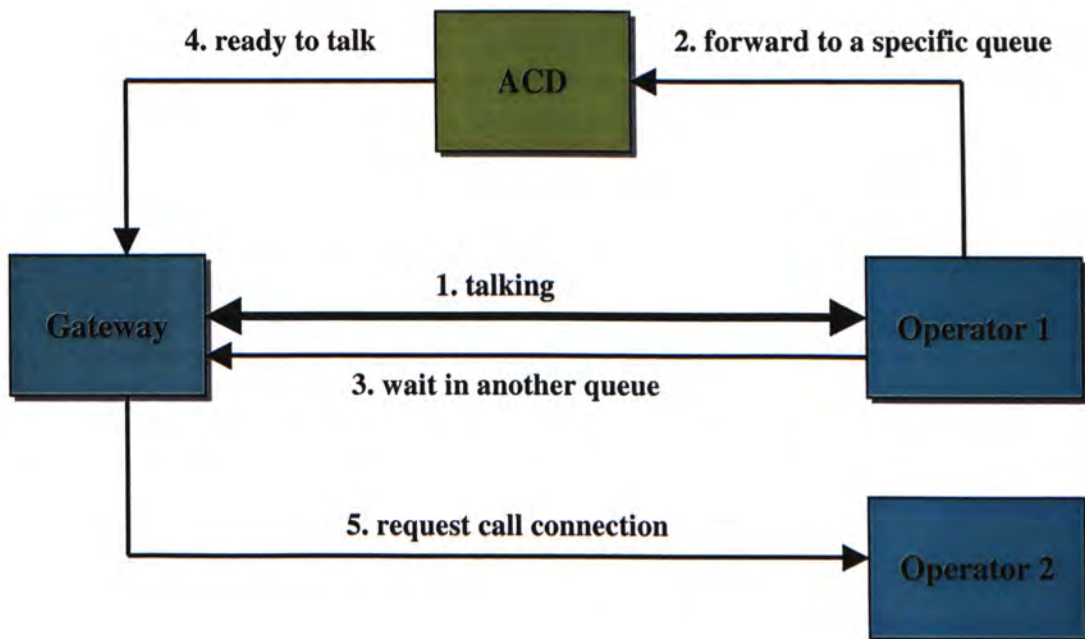 4. ready to talk
ACD
2. forward to a specific queue
1. talking
Gateway
Operator 1
3. wait in another queue
5. request call connection
Operator 2